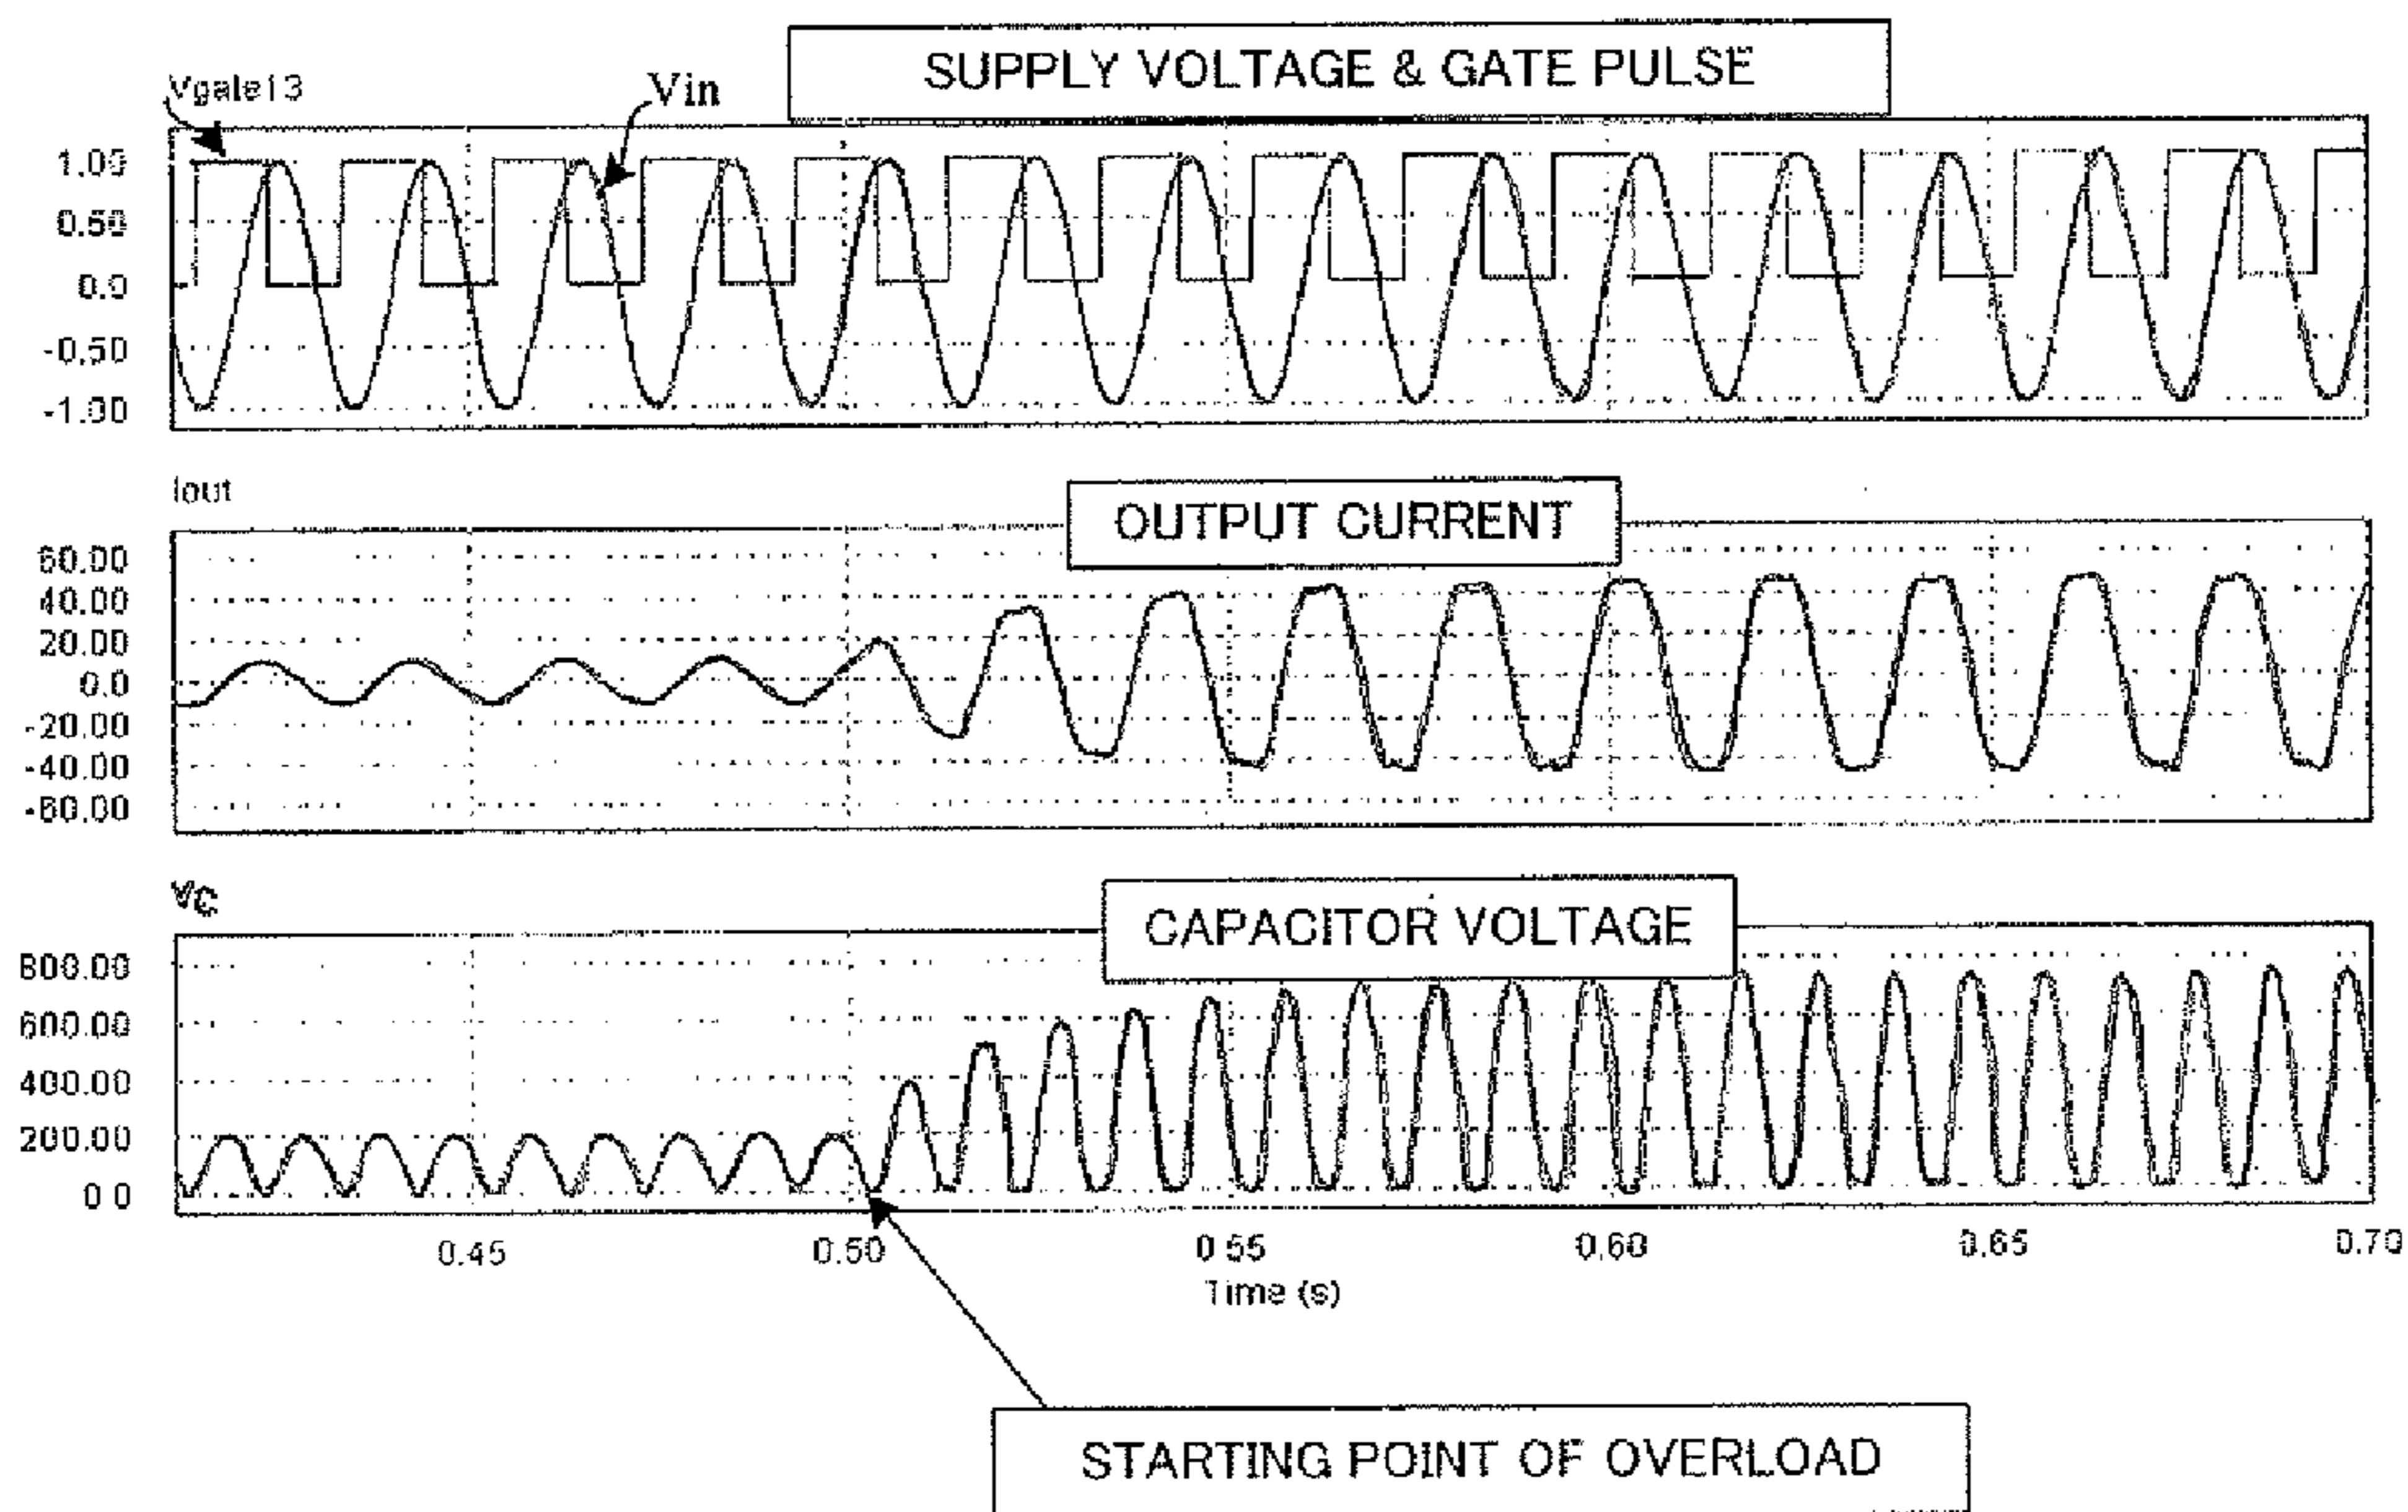 SUPPLY VOLTAGE & GATE PULSE
Vgate13
Vin
1.00
0.50
0.0
-0.50
-1.00
Iout
OUTPUT CURRENT
60.00
40.00
20.00
0.0
-20.00
-40.00
-60.00
VC
CAPACITOR VOLTAGE
800.00
600.00
400.00
200.00
0.0
0.45 0.50 0.55 0.60 0.65 0.70
Time (s)
STARTING POINT OF OVERLOAD